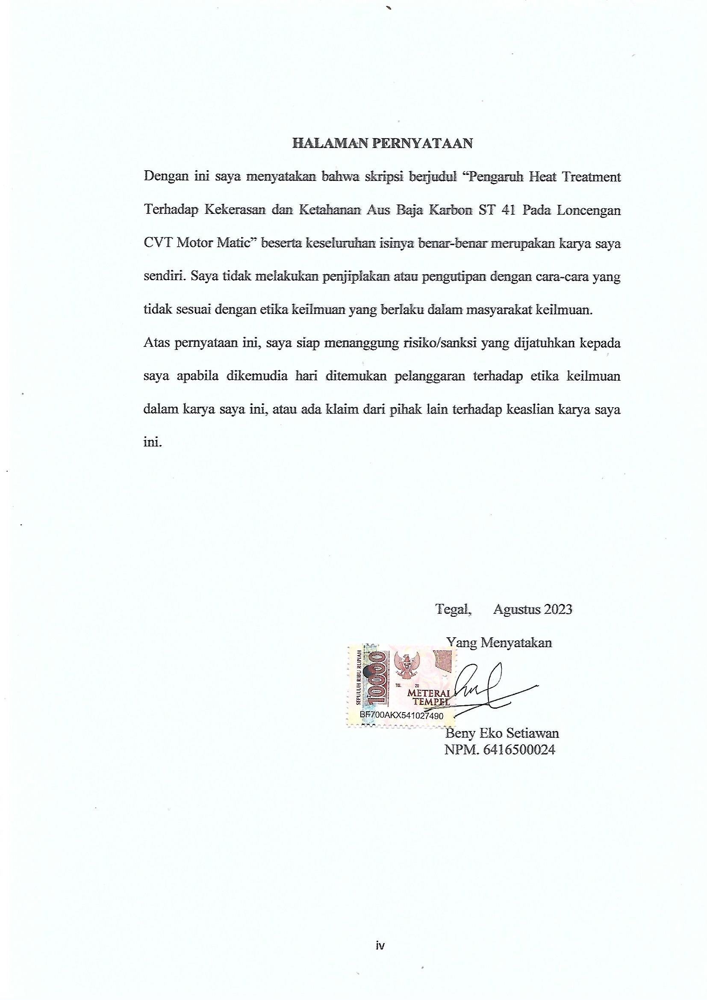 HALAMAN PERNYATAAN
Dengan ini saya menyatakan bahwa skripsi berjudul “Pengaruh Heat Treatment
Terhadap Kekerasan dan Ketahanan Aus Baja Karbon ST 41 Pada Loncengan
CVT Motor Matic” beserta keseluruhan isinya benar-benar merupakan karya saya
sendiri. Saya tidak melakukan penjiplakan atau pengutipan dengan cara-cara yang
tidak sesuai dengan etika keilmuan yang berlaku dalam masyarakat keilmuan.
Atas pernyataan ini, saya siap menanggung risiko/sanksi yang dijatuhkan kepada
saya apabila dikemudia hari ditemukan pelanggaran terhadap etika keilmuan
dalam karya saya ini, atau ada klaim dari pihak lain terhadap keaslian karya saya
ini.
Tegal, Agustus 2023
Yang Menyatakan
SEPULUH RIBU RUPIAH
10000
TGL 20
METERAI
TEMPEL
BF700AKX541027490
Beny Eko Setiawan
NPM. 6416500024
iv